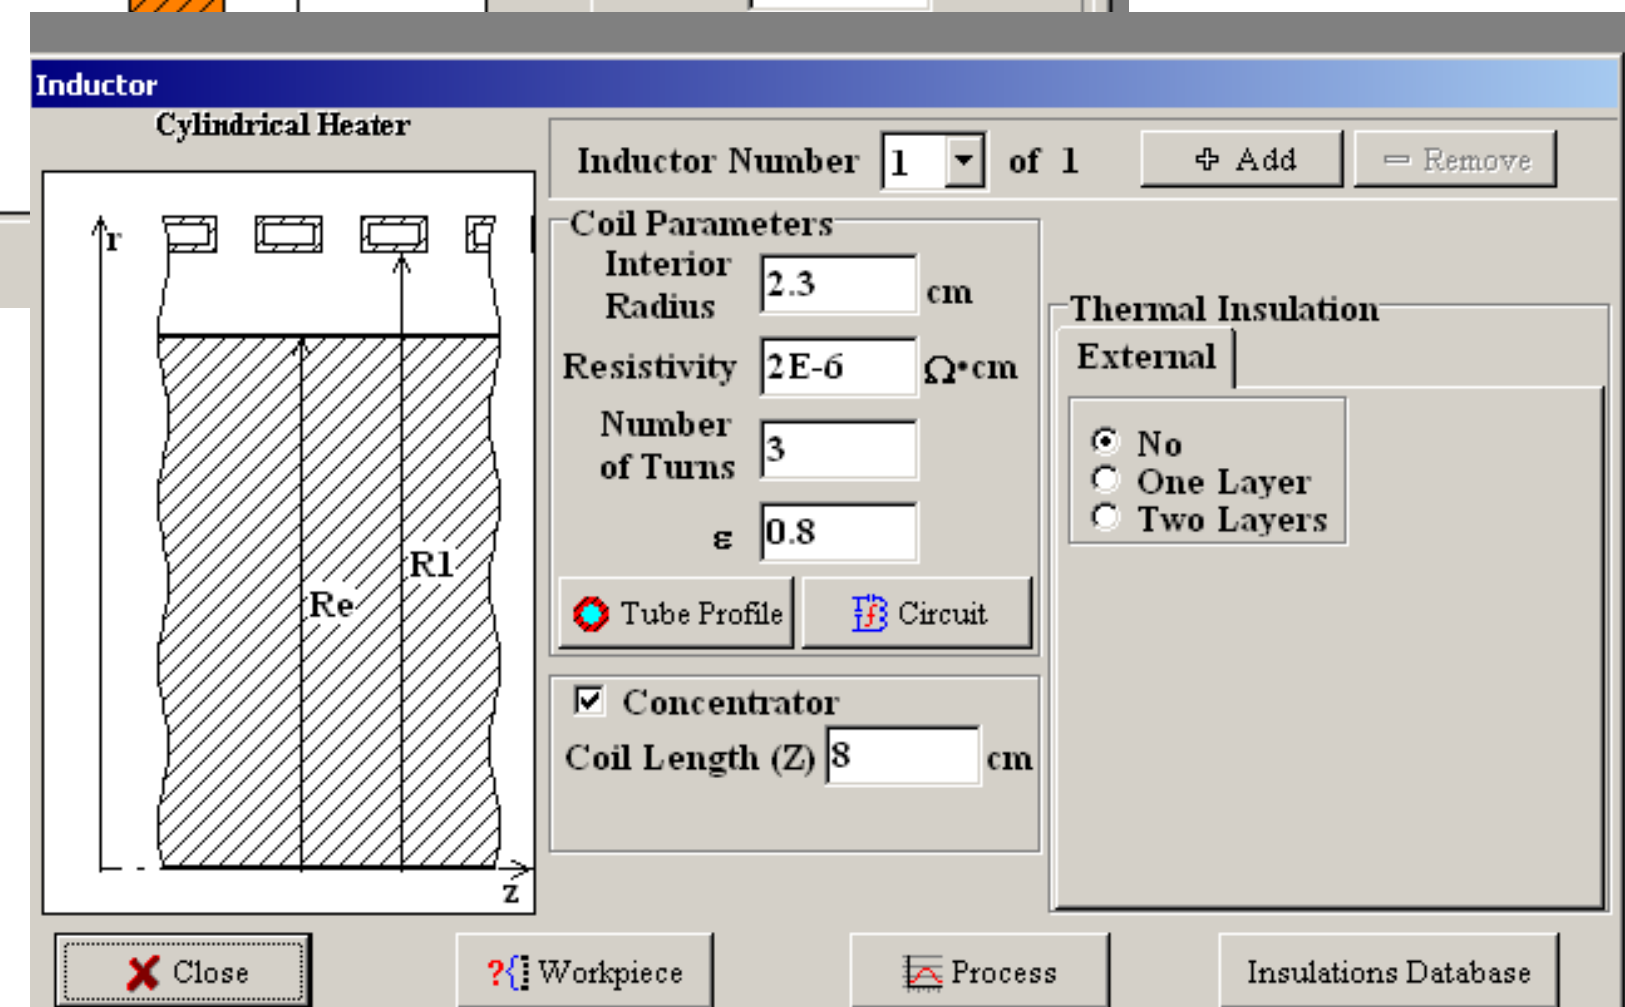 Inductor
Cylindrical Heater
r
R1
Re
z
Inductor Number 1 of 1
Add
Remove
Coil Parameters
Interior
Radius
2.3 cm
Resistivity 2E-6 Ω•cm
Number
of Turns
3
ε 0.8
Tube Profile
Circuit
Concentrator
Coil Length (Z) 8 cm
Thermal Insulation
External
No
One Layer
Two Layers
Close
?{ Workpiece
Process
Insulations Database